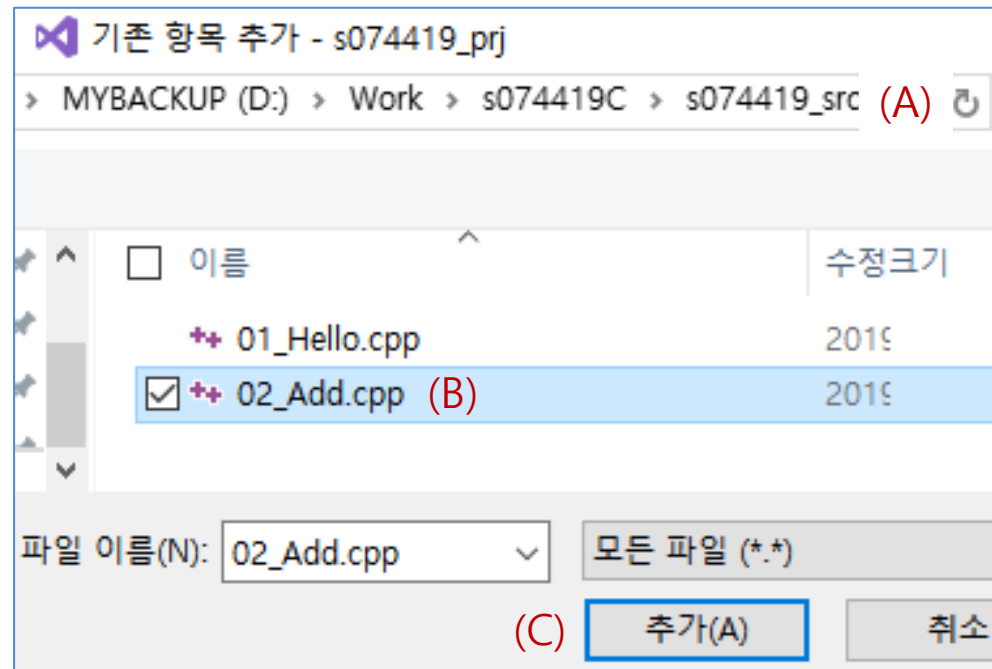 기존 항목 추가 - s074419_prj
> MYBACKUP (D:) > Work > s074419C > s074419_src (A)
이름 수정크기
01_Hello.cpp 2019
02_Add.cpp (B) 2019
파일 이름(N): 02_Add.cpp 모든 파일 (*.*)
(C) 추가(A) 취소